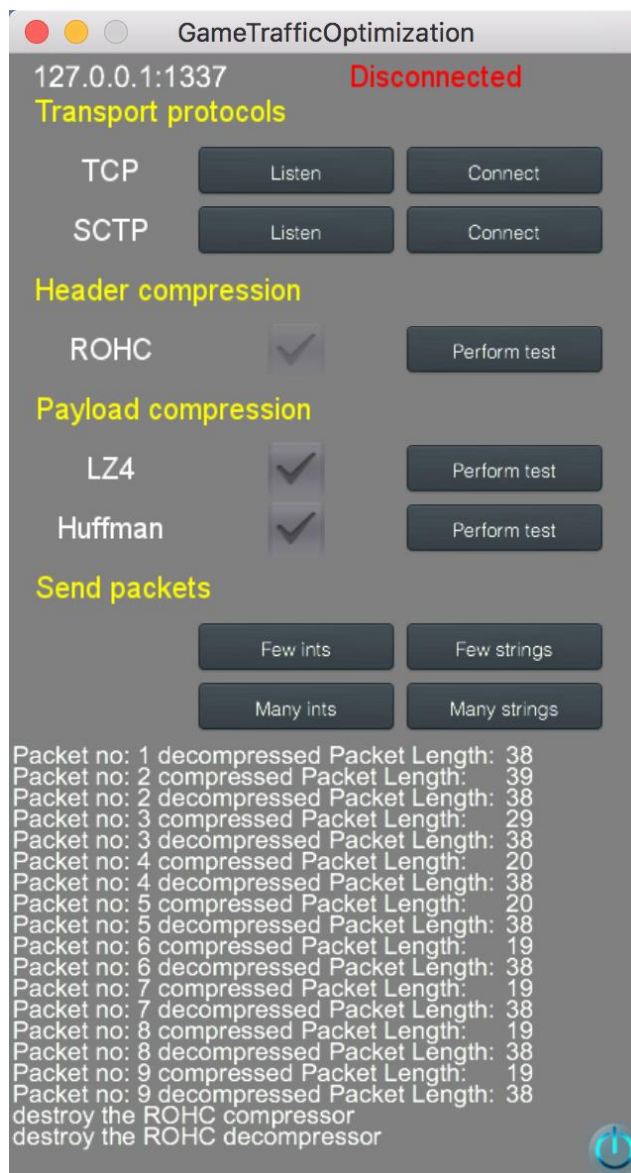 GameTrafficOptimization
127.0.0.1:1337 Disconnected
Transport protocols
TCP Listen Connect
SCTP Listen Connect
Header compression
ROHC Perform test
Payload compression
LZ4 Perform test
Huffman Perform test
Send packets
Few ints Few strings
Many ints Many strings
Packet no: 1 decompressed Packet Length: 38
Packet no: 2 compressed Packet Length: 39
Packet no: 2 decompressed Packet Length: 38
Packet no: 3 compressed Packet Length: 29
Packet no: 3 decompressed Packet Length: 38
Packet no: 4 compressed Packet Length: 20
Packet no: 4 decompressed Packet Length: 38
Packet no: 5 compressed Packet Length: 20
Packet no: 5 decompressed Packet Length: 38
Packet no: 6 compressed Packet Length: 19
Packet no: 6 decompressed Packet Length: 38
Packet no: 7 compressed Packet Length: 19
Packet no: 7 decompressed Packet Length: 38
Packet no: 8 compressed Packet Length: 19
Packet no: 8 decompressed Packet Length: 38
Packet no: 9 compressed Packet Length: 19
Packet no: 9 decompressed Packet Length: 38
destroy the ROHC compressor
destroy the ROHC decompressor